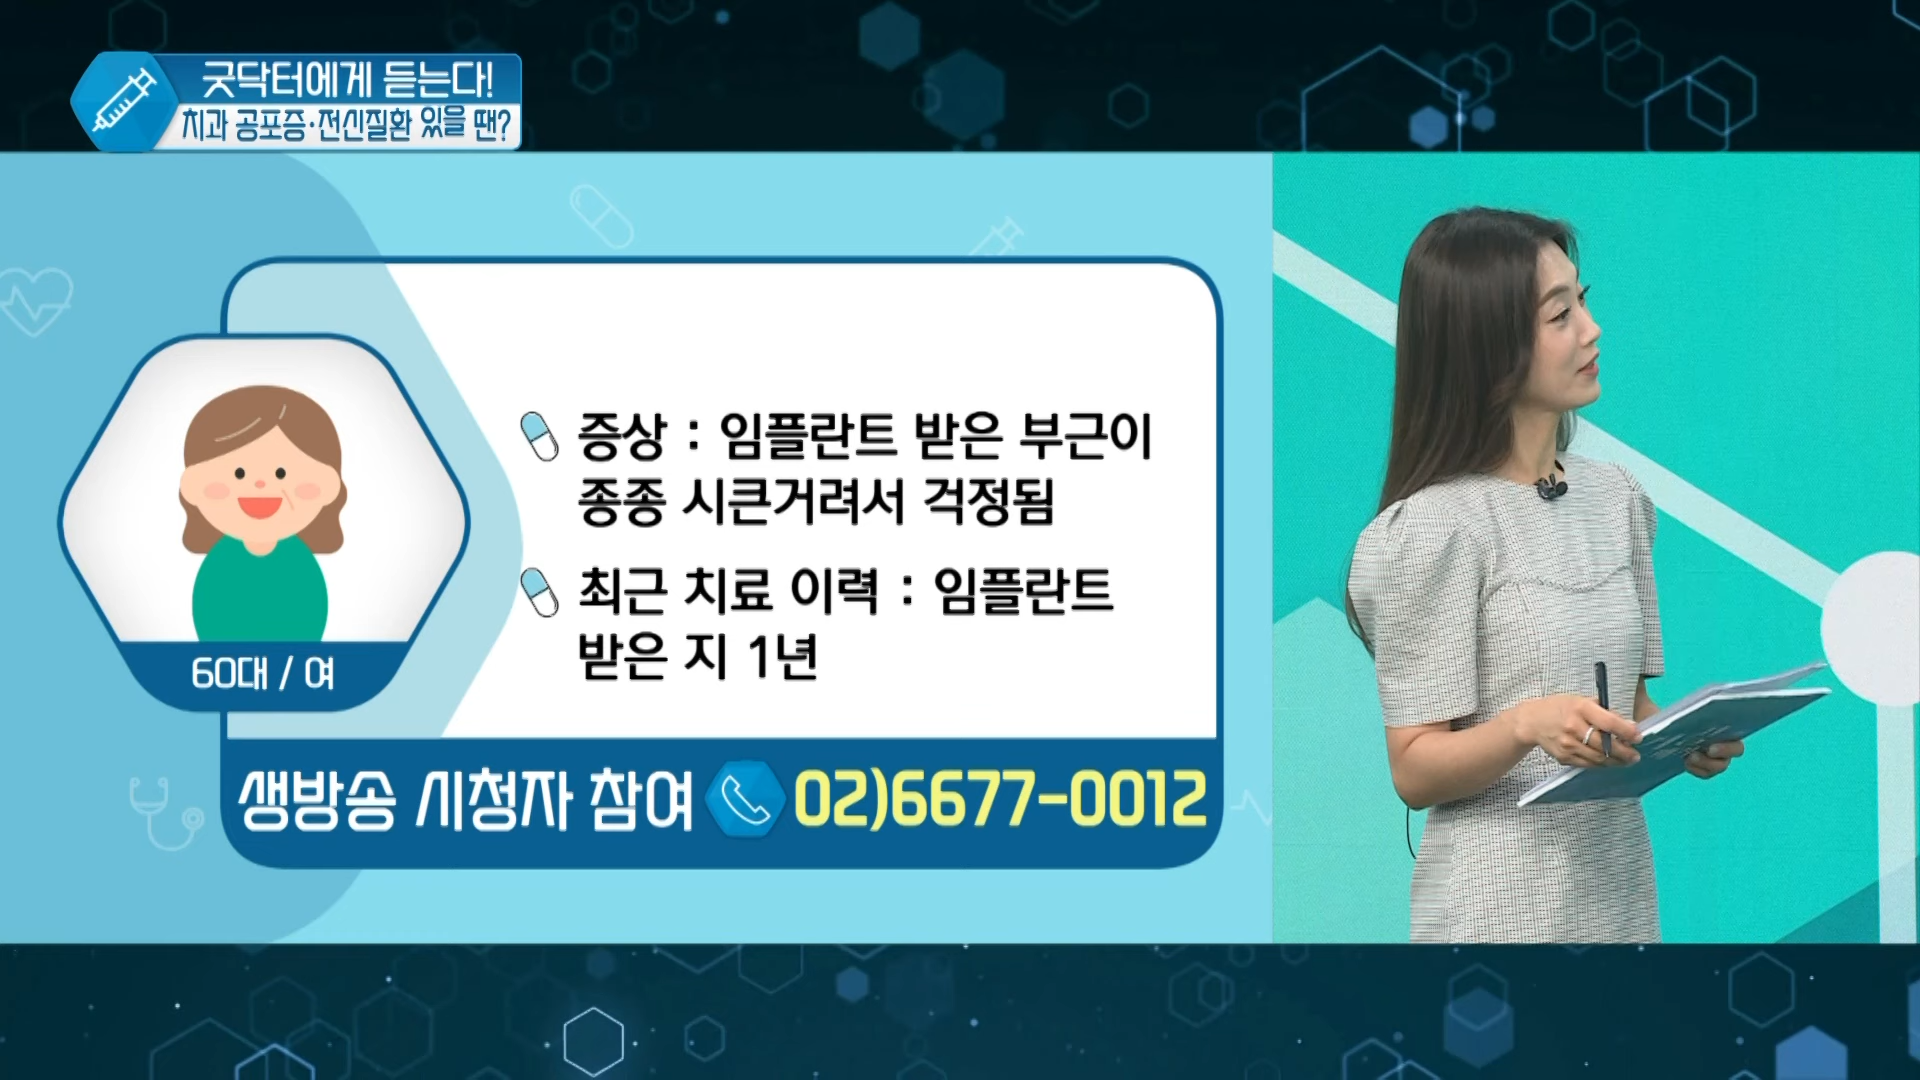 굿닥터에게 듣는다!
치과 공포증·전신질환 있을 땐?
증상 : 임플란트 받은 부근이
종종 시큰거려서 걱정됨
최근 치료 이력 : 임플란트
받은 지 1년
60대 / 여
생방송 시청자 참여 02)6677-0012